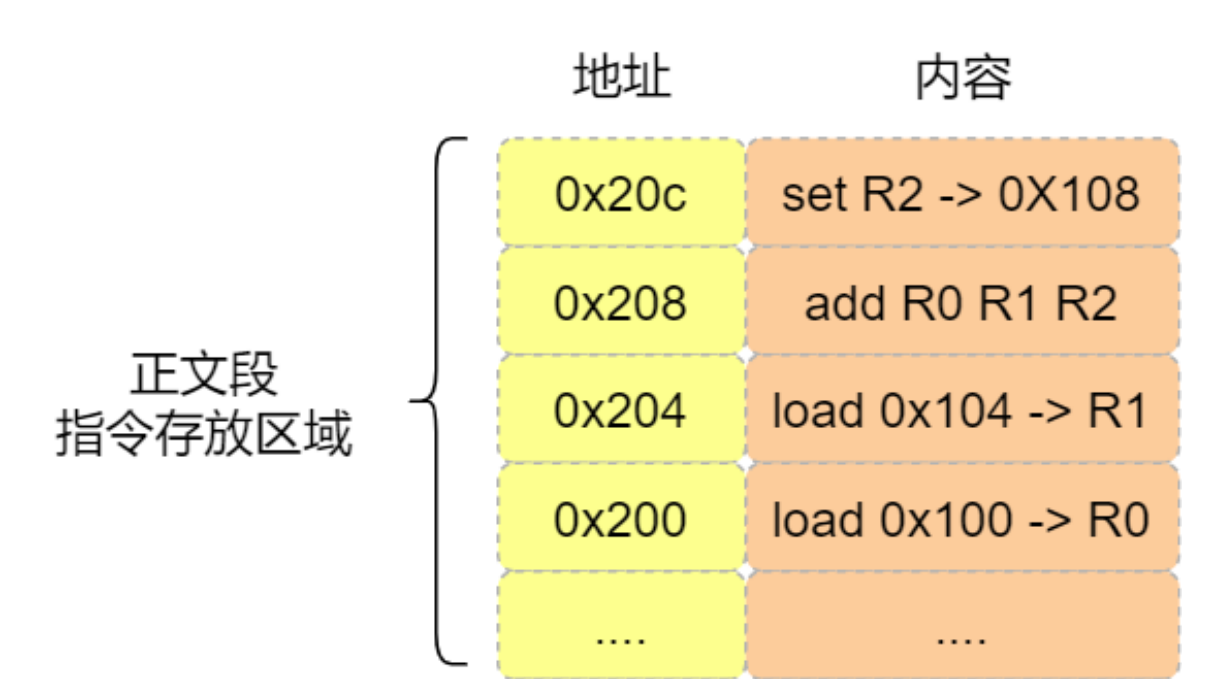 地址 内容
0x20c set R2 -> 0X108
0x208 add R0 R1 R2
正文段
指令存放区域
0x204 load 0x104 -> R1
0x200 load 0x100 -> R0
.... ....